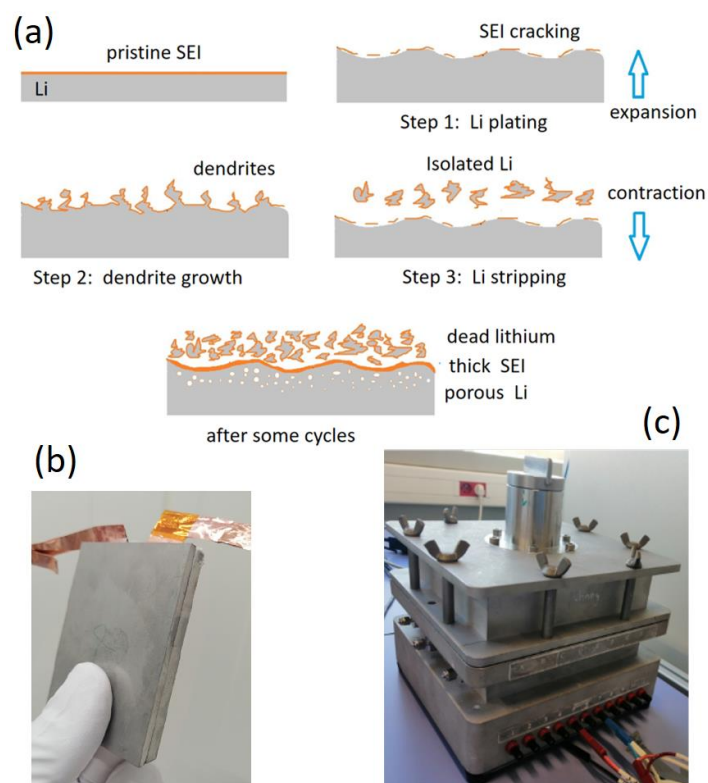 (a)
pristine SEI
Li
SEI cracking
Step 1: Li plating
expansion
dendrites
Step 2: dendrite growth
Isolated Li
contraction
Step 3: Li stripping
dead lithium
thick SEI
porous Li
after some cycles
(b)
(c)